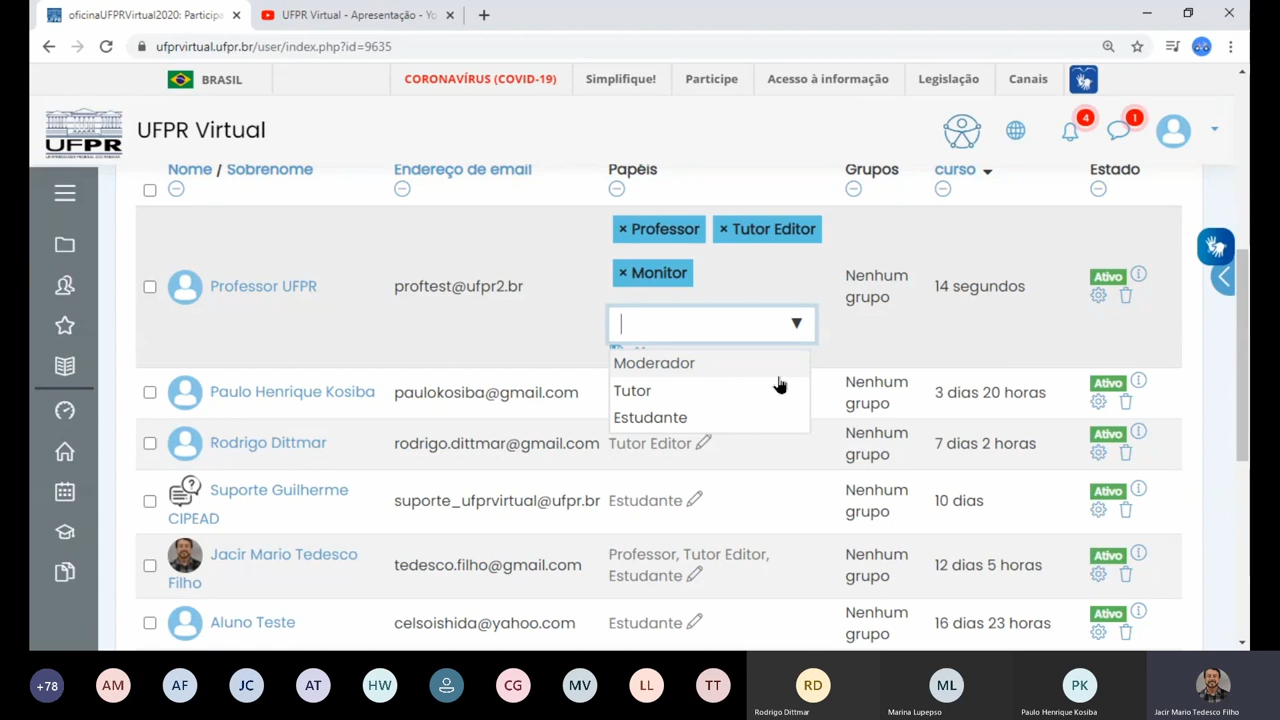 oficinaUFPRVirtual2020: Participa
UFPR Virtual - Apresentação - Yo
ufprvirtual.ufpr.br/user/index.php?id=9635
BRASIL
CORONAVÍRUS (COVID-19)
Simplifique!
Participe
Acesso à informação
Legislação
Canais
UFPR
UFPR Virtual
4
1
Nome / Sobrenome
Endereço de email
Papéis
Grupos
curso
Estado
× Professor
× Tutor Editor
× Monitor
Professor UFPR
proftest@ufpr2.br
Nenhum
grupo
14 segundos
Ativo
Moderador
Tutor
Estudante
Paulo Henrique Kosiba
paulokosiba@gmail.com
Nenhum
grupo
3 dias 20 horas
Ativo
Rodrigo Dittmar
rodrigo.dittmar@gmail.com
Tutor Editor
Nenhum
grupo
7 dias 2 horas
Ativo
Suporte Guilherme
CIPEAD
suporte_ufprvirtual@ufpr.br
Estudante
Nenhum
grupo
10 dias
Ativo
Jacir Mario Tedesco
Filho
tedesco.filho@gmail.com
Professor, Tutor Editor,
Estudante
Nenhum
grupo
12 dias 5 horas
Ativo
Aluno Teste
celsoishida@yahoo.com
Estudante
Nenhum
grupo
16 dias 23 horas
Ativo
+78
AM
AF
JC
AT
HW
CG
MV
LL
TT
RD
ML
PK
Rodrigo Dittmar
Marina Lupepso
Paulo Henrique Kosiba
Jacir Mario Tedesco Filho